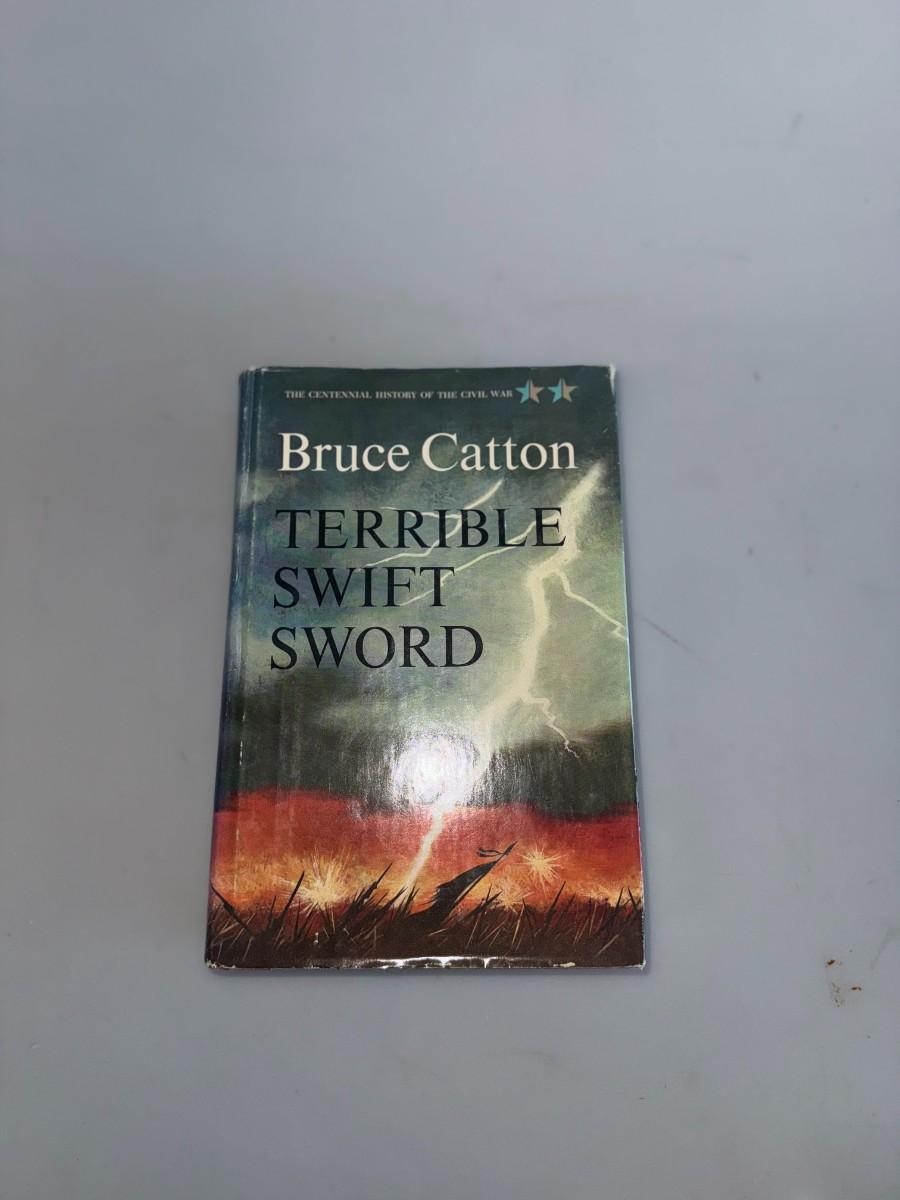 THE CENTENNIAL HISTORY OF THE CIVIL WAR
Bruce Catton
TERRIBLE
SWIFT
SWORD